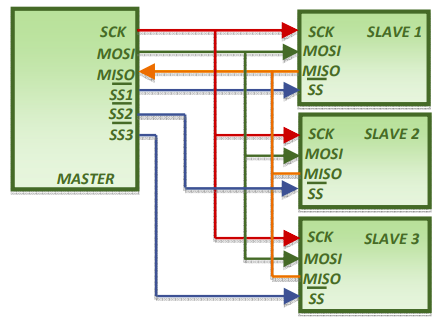 SCK
MOSI
MISO
SS1
SS2
SS3
MASTER
SCK SLAVE 1
MOSI
MISO
SS
SCK SLAVE 2
MOSI
MISO
SS
SCK SLAVE 3
MOSI
MISO
SS